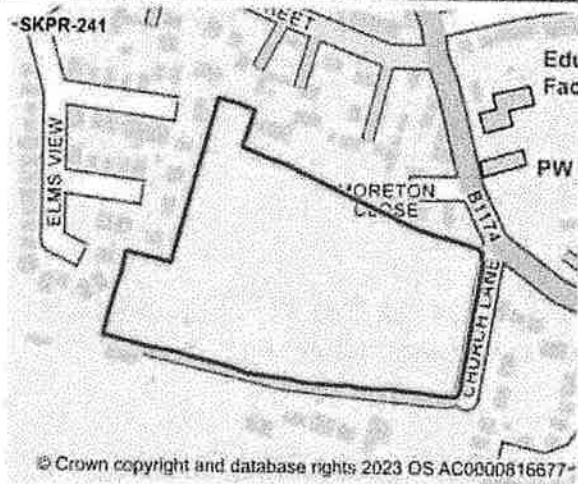 SKPR-241
EET
Edu
Fac
PW
ELMS VIEW
MORETON
CLOSE
B1174
CHURCH LANE
© Crown copyright and database rights 2023 OS AC0000816677